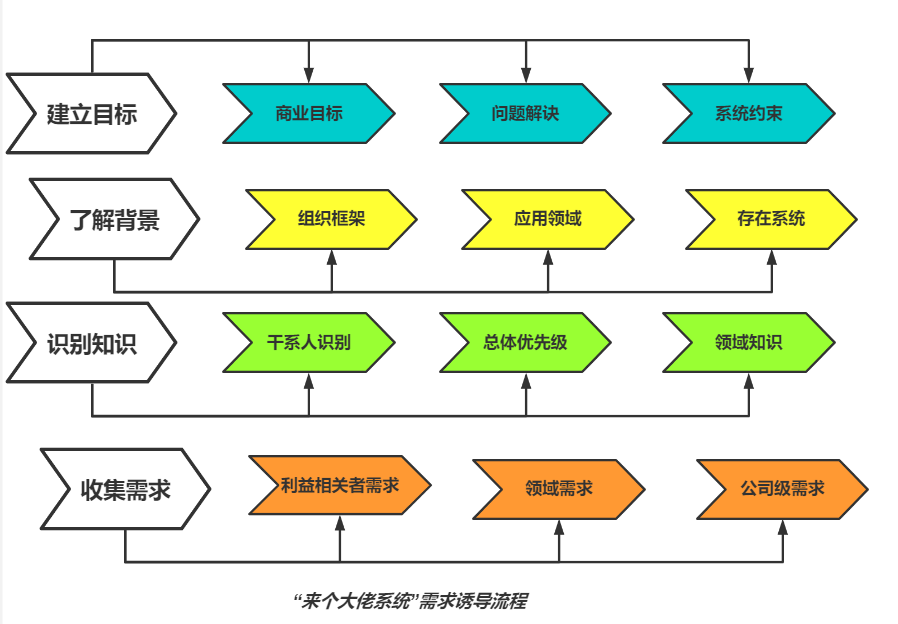 建立目标
商业目标
问题解诀
系统约束
了解背景
组织框架
应用领域
存在系统
识别知识
干系人识别
总体优先级
领域知识
收集需求
利益相关者需求
领域需求
公司级需求
“来个大佬系统”需求诱导流程